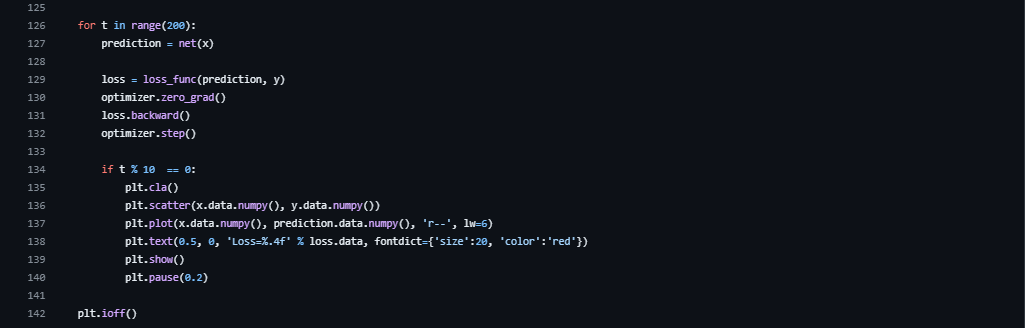 125
126 for t in range(200):
127 prediction = net(x)
128
129 loss = loss_func(prediction, y)
130 optimizer.zero_grad()
131 loss.backward()
132 optimizer.step()
133
134 if t % 10  == 0:
135 plt.cla()
136 plt.scatter(x.data.numpy(), y.data.numpy())
137 plt.plot(x.data.numpy(), prediction.data.numpy(), 'r--', lw=6)
138 plt.text(0.5, 0, 'Loss=%.4f' % loss.data, fontdict={'size':20, 'color':'red'})
139 plt.show()
140 plt.pause(0.2)
141
142 plt.ioff()